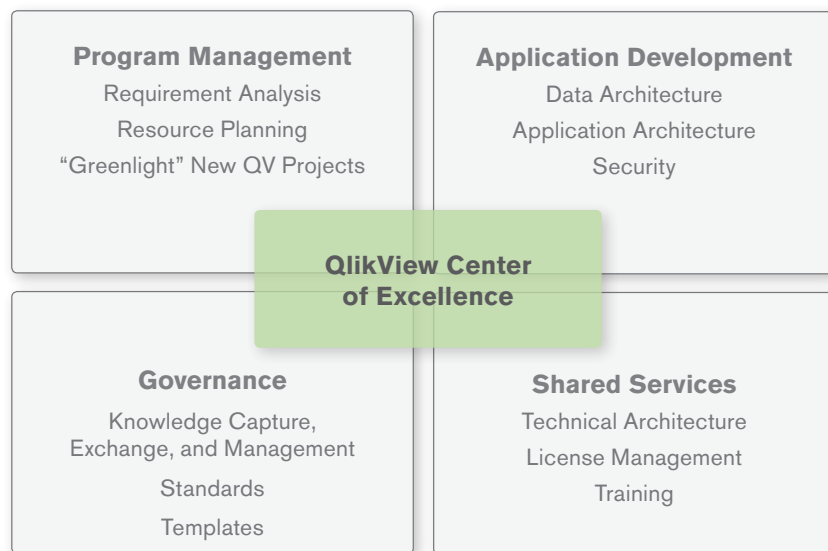 Program Management
Requirement Analysis
Resource Planning
“Greenlight” New QV Projects
Application Development
Data Architecture
Application Architecture
Security
QlikView Center
of Excellence
Governance
Knowledge Capture,
Exchange, and Management
Standards
Templates
Shared Services
Technical Architecture
License Management
Training